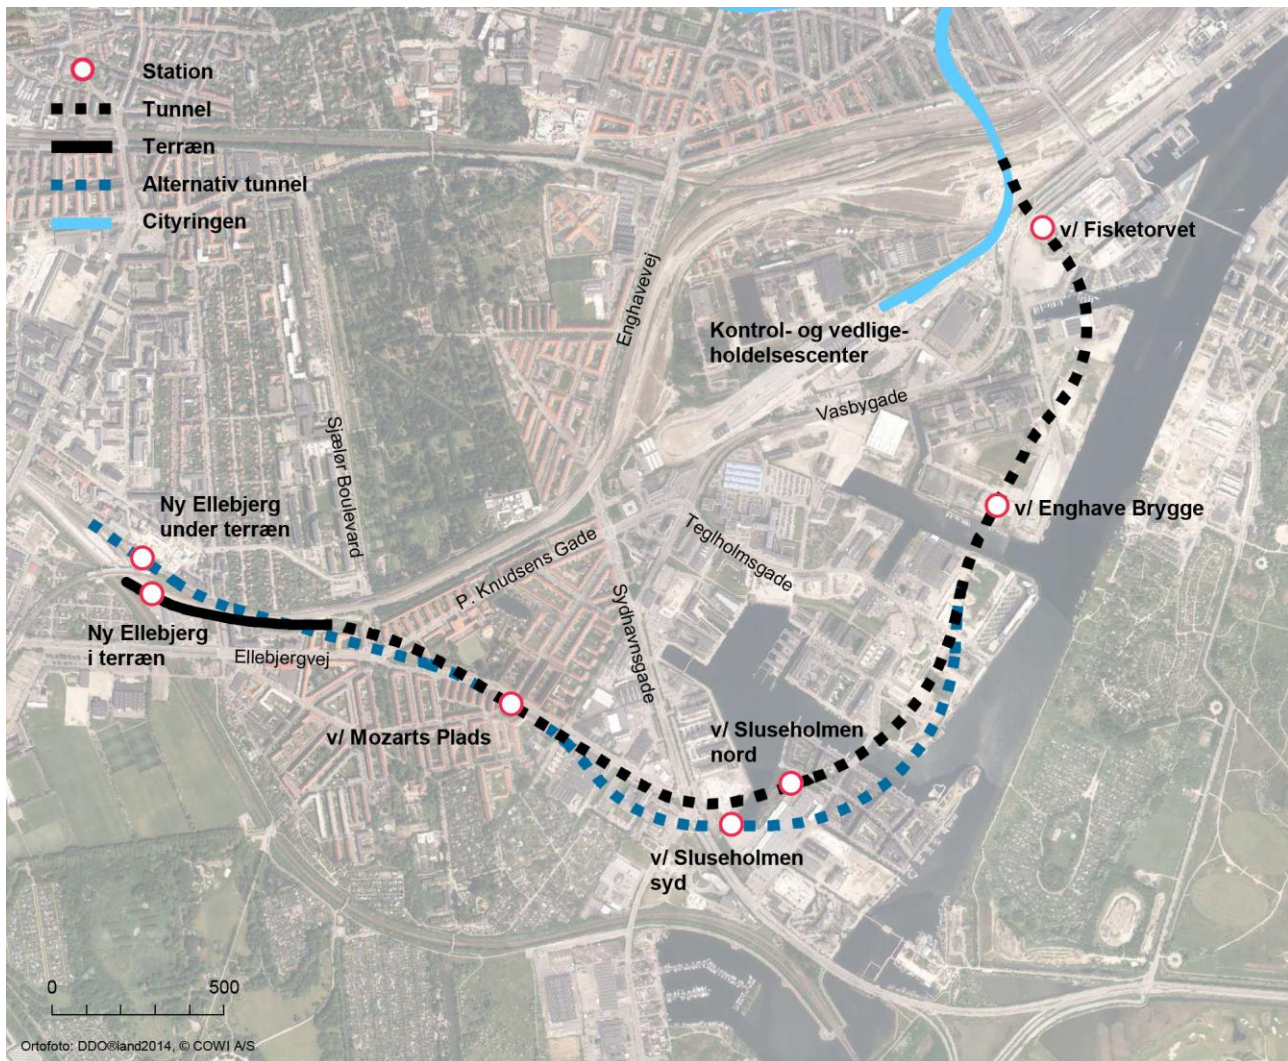 Station
Tunnel
Terræn
Alternativ tunnel
Cityringen
v/ Fisketorvet
Enghavevej
Kontrol- og vedlige-
holdelsescenter
Vasbygade
Sjælør Boulevard
Ny Ellebjerg
under terræn
v/ Enghave Brygge
Teglholmsgade
P. Knudsens Gade
Sydhavnsgade
Ny Ellebjerg
i terræn
Ellebjergvej
v/ Mozarts Plads
v/ Sluseholmen
nord
v/ Sluseholmen
syd
0 500
Ortofoto: DDO®land2014, © COWI A/S